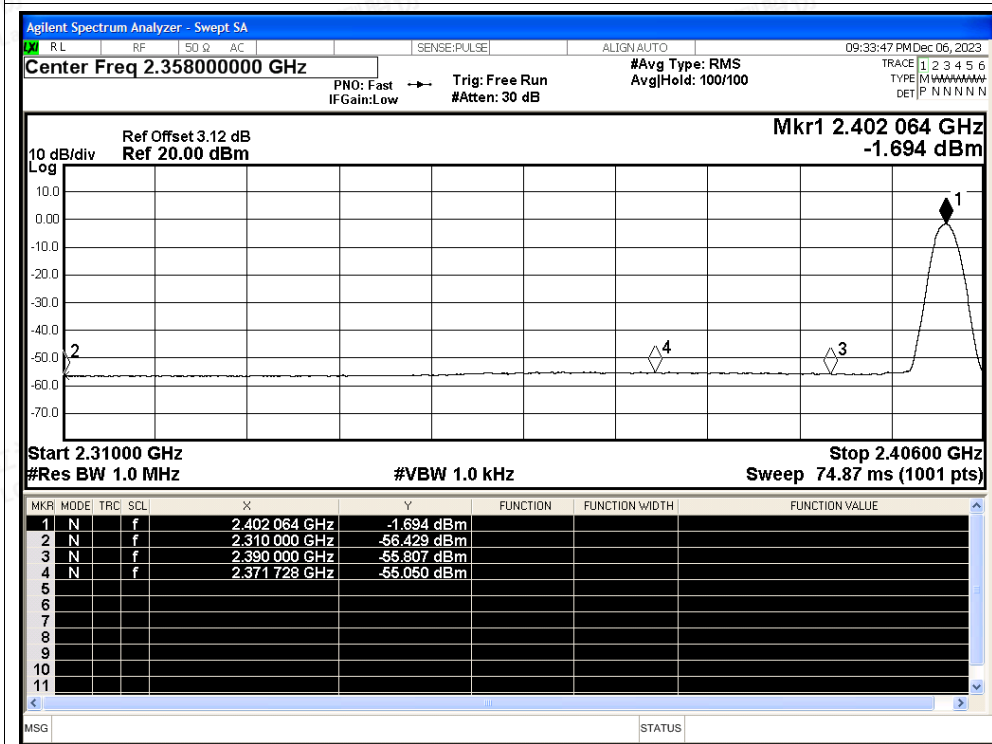 Agilent Spectrum Analyzer - Swept SA
LXI RL RF 50 Ω AC SENSE:PULSE ALIGN AUTO 09:33:47 PM Dec 06, 2023
Center Freq 2.358000000 GHz
PNO: Fast
IFGain:Low
Trig: Free Run
#Atten: 30 dB
#Avg Type: RMS
Avg|Hold: 100/100
TRACE 1 2 3 4 5 6
TYPE M
DET P N N N N N
Mkr1 2.402 064 GHz
-1.694 dBm
Ref Offset 3.12 dB
10 dB/div Ref 20.00 dBm
Log
10.0
0.00
-10.0
-20.0
-30.0
-40.0
-50.0
-60.0
-70.0
1
2
4
3
Start 2.31000 GHz Stop 2.40600 GHz
#Res BW 1.0 MHz #VBW 1.0 kHz Sweep 74.87 ms (1001 pts)
MKR MODE TRC SCL X Y FUNCTION FUNCTION WIDTH FUNCTION VALUE
1 N f 2.402 064 GHz -1.694 dBm
2 N f 2.310 000 GHz -56.429 dBm
3 N f 2.390 000 GHz -55.807 dBm
4 N f 2.371 728 GHz -55.050 dBm
5
6
7
8
9
10
11
MSG STATUS